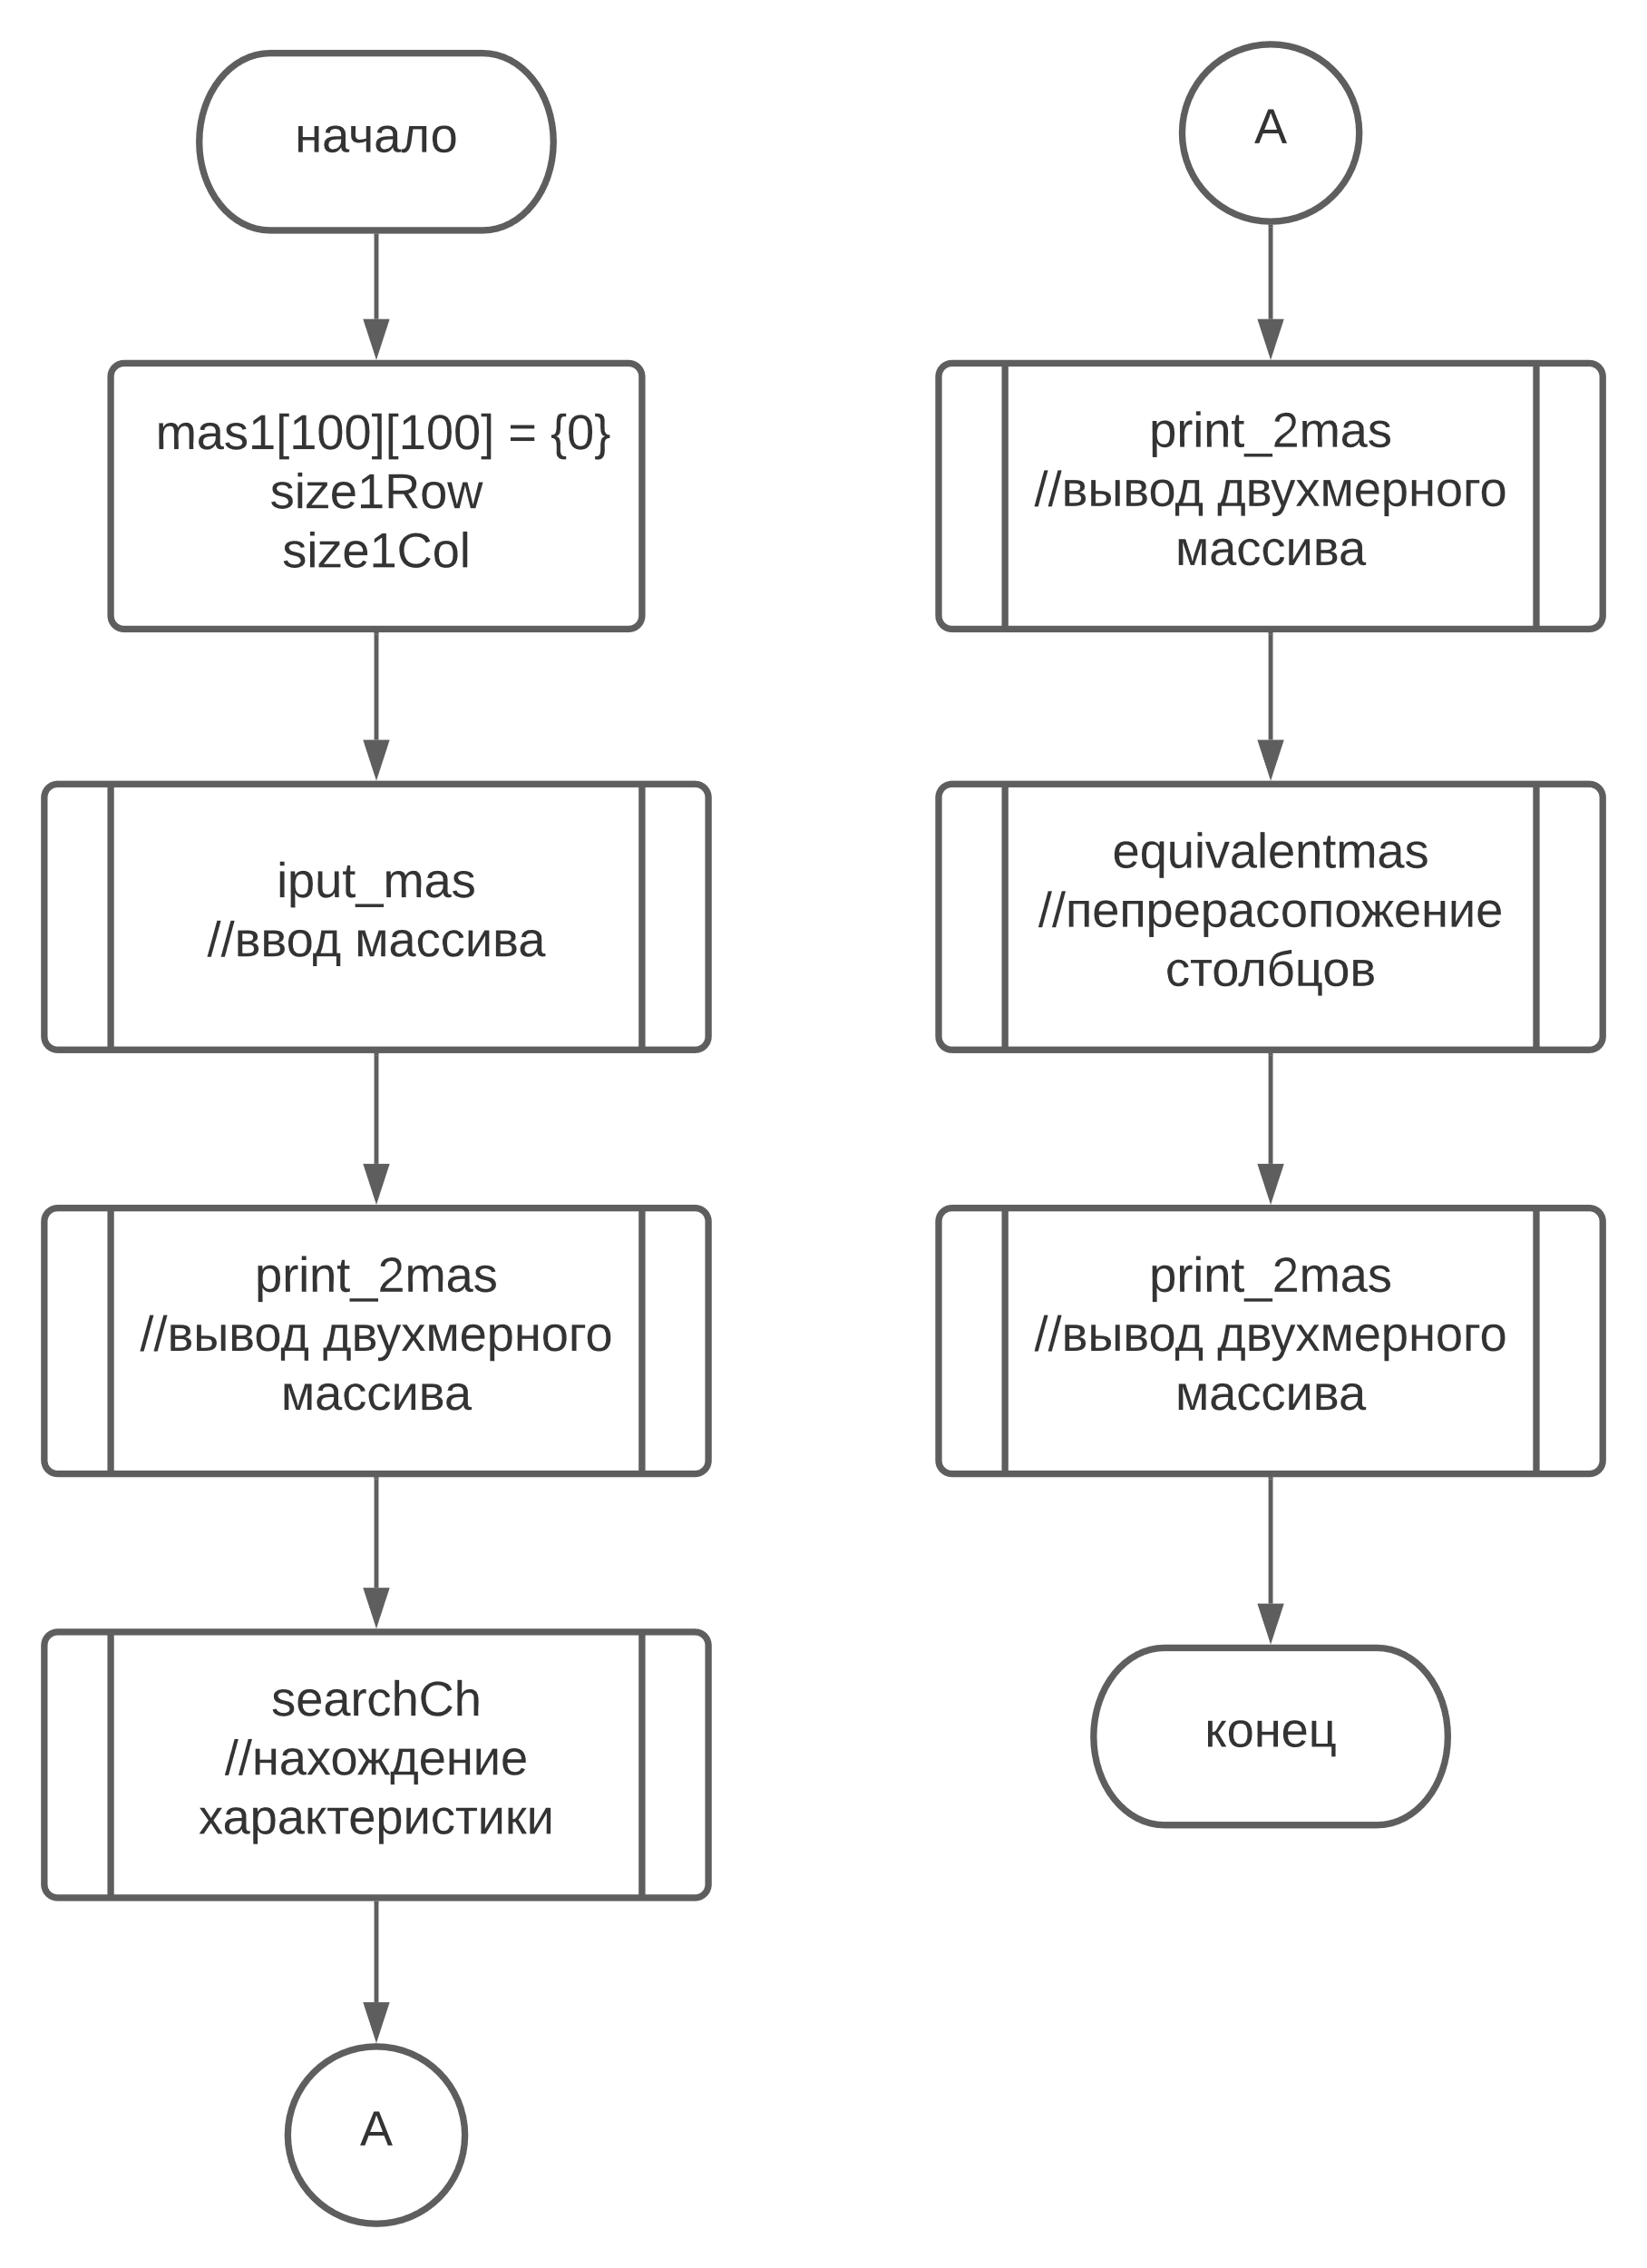 начало
mas1[100][100] = {0}
size1Row
size1Col
iput_mas
//ввод массива
print_2mas
//вывод двухмерного
массива
searchCh
//нахождение
характеристики
A
A
print_2mas
//вывод двухмерного
массива
equivalentmas
//пепрерасопожение
столбцов
print_2mas
//вывод двухмерного
массива
конец